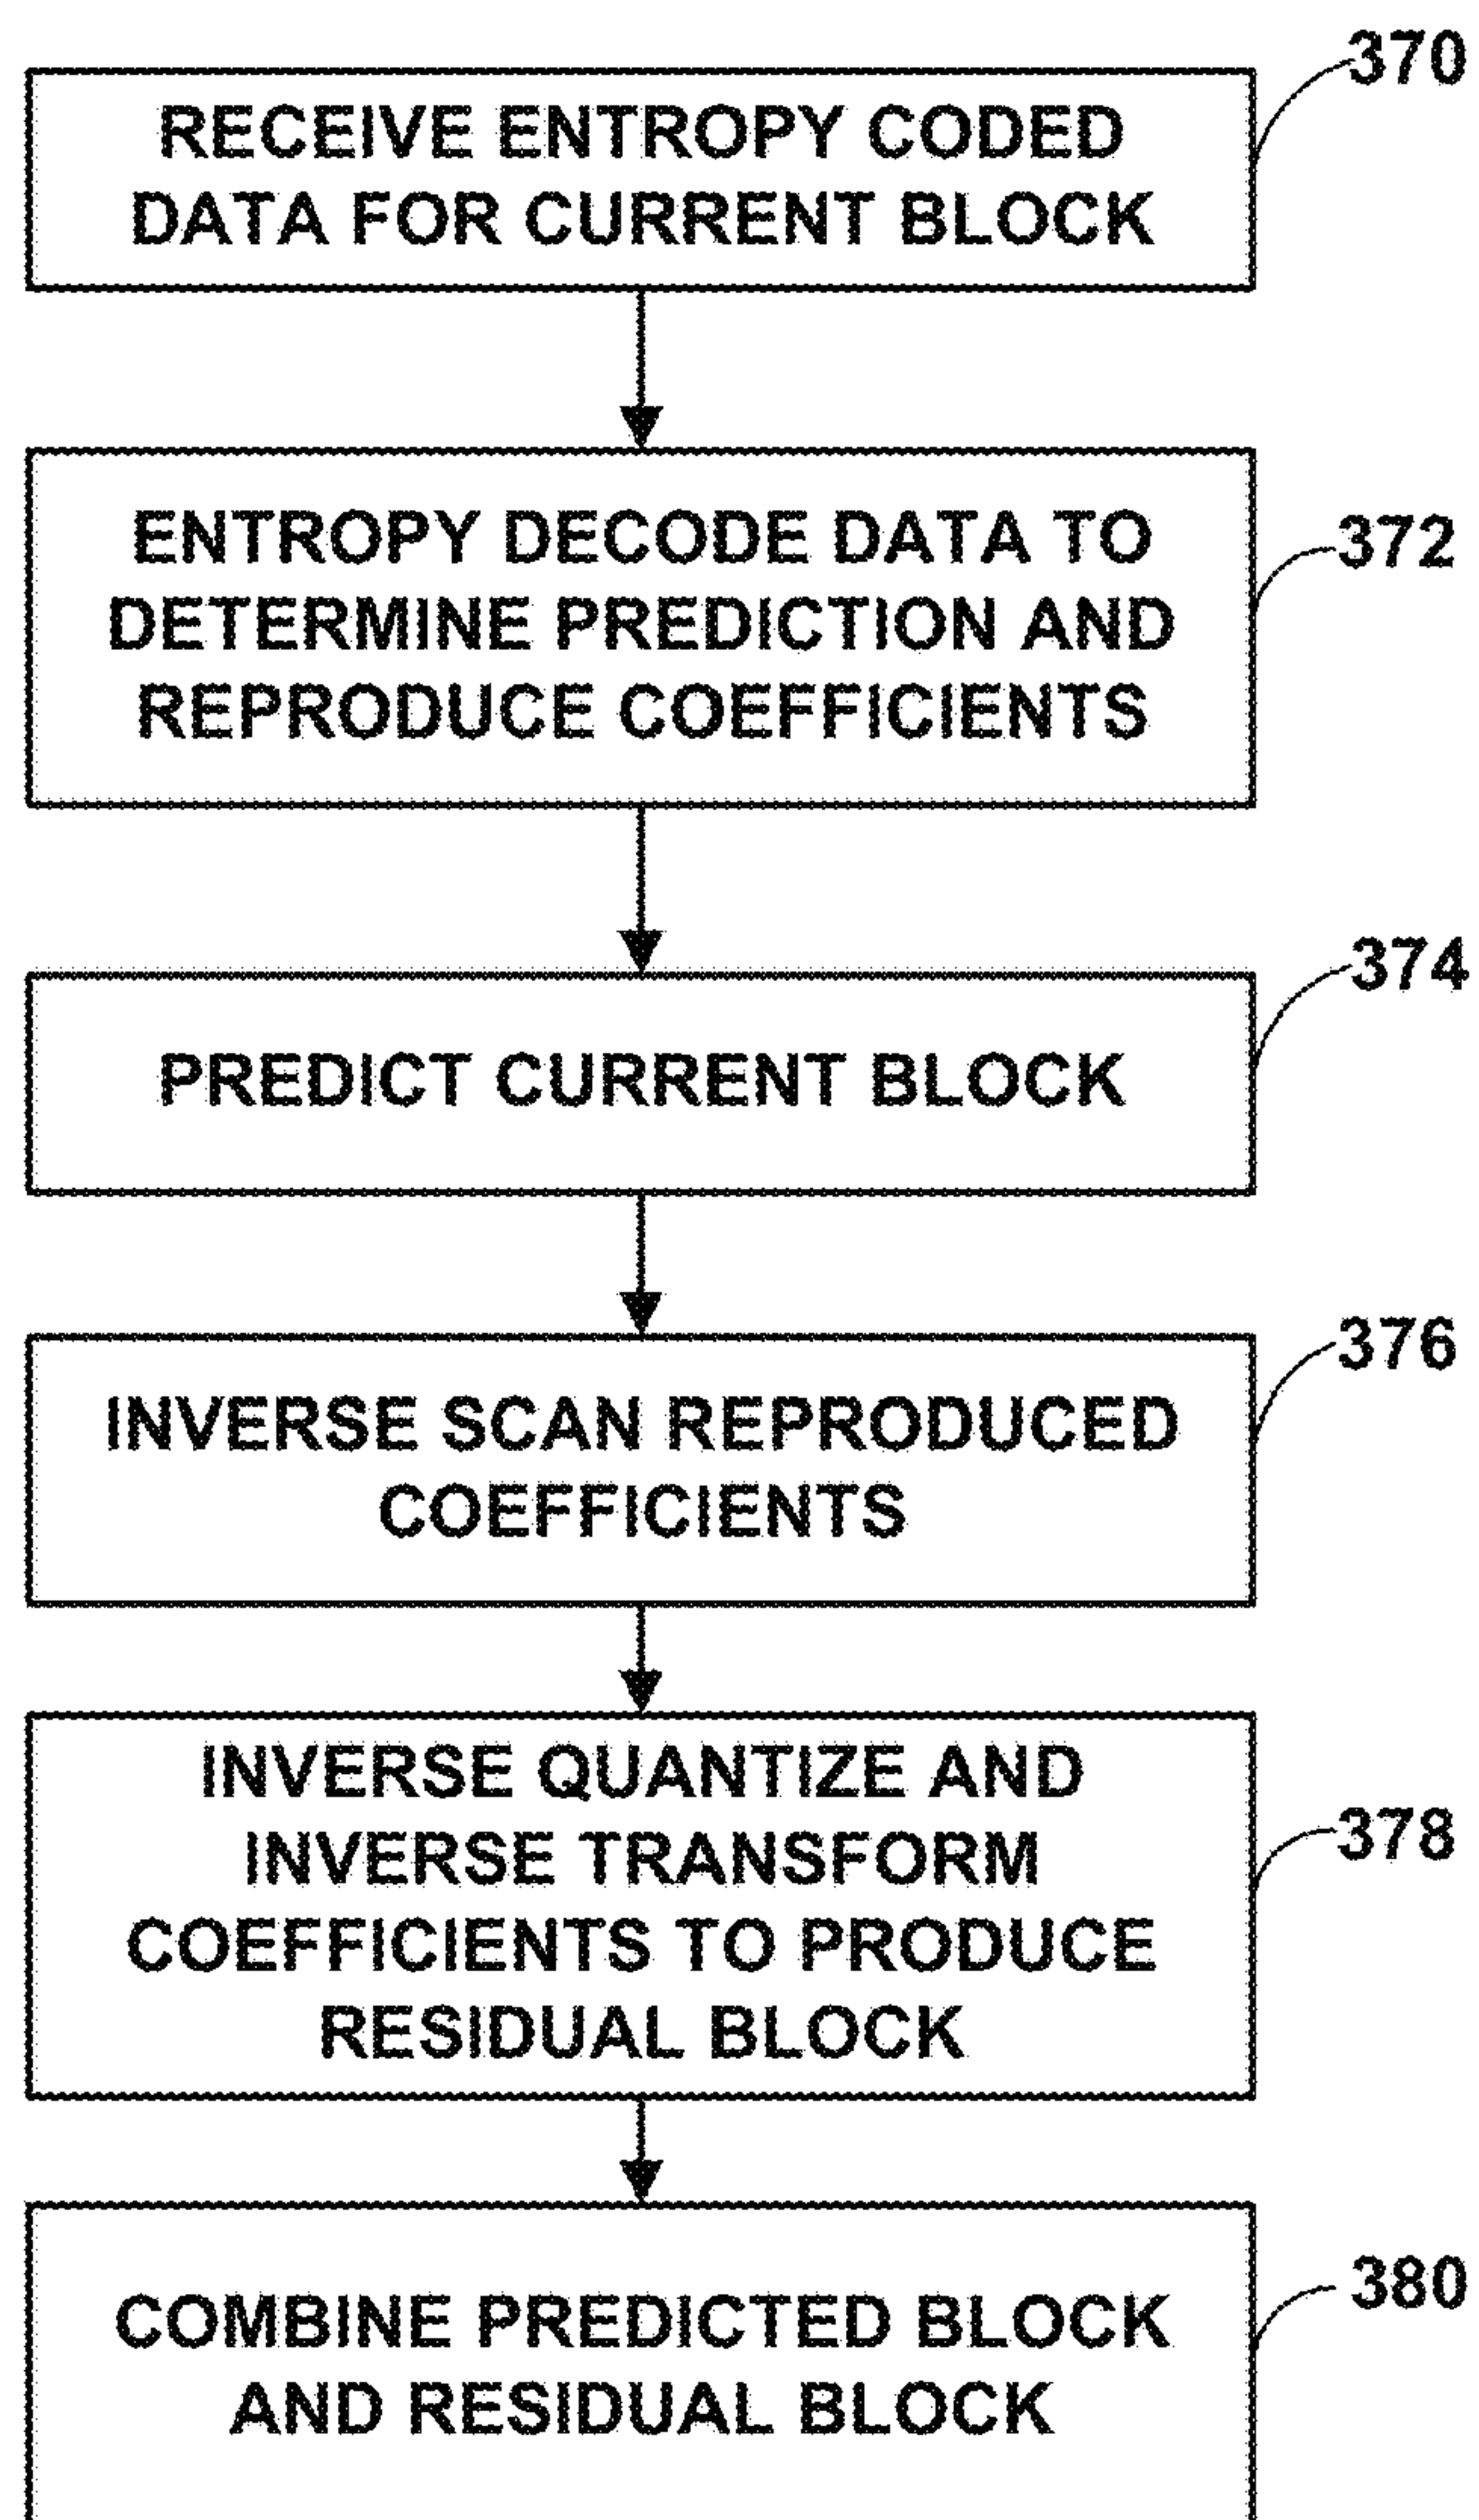 370
RECEIVE ENTROPY CODED
DATA FOR CURRENT BLOCK
372
ENTROPY DECODE DATA TO
DETERMINE PREDICTION AND
REPRODUCE COEFFICIENTS
374
PREDICT CURRENT BLOCK
376
INVERSE SCAN REPRODUCED
COEFFICIENTS
378
INVERSE QUANTIZE AND
INVERSE TRANSFORM
COEFFICIENTS TO PRODUCE
RESIDUAL BLOCK
380
COMBINE PREDICTED BLOCK
AND RESIDUAL BLOCK